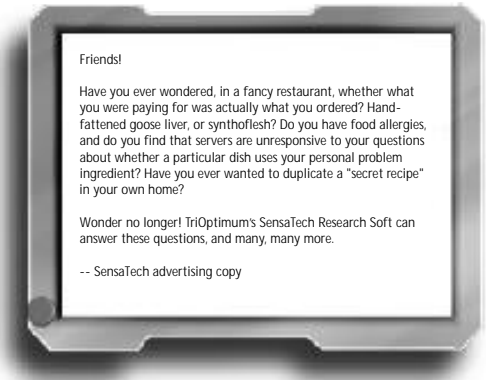 Friends!
Have you ever wondered, in a fancy restaurant, whether what
you were paying for was actually what you ordered? Hand-
fattened goose liver, or synthoflesh? Do you have food allergies,
and do you find that servers are unresponsive to your questions
about whether a particular dish uses your personal problem
ingredient? Have you ever wanted to duplicate a "secret recipe"
in your own home?
Wonder no longer! TriOptimum's SensaTech Research Soft can
answer these questions, and many, many more.
-- SensaTech advertising copy